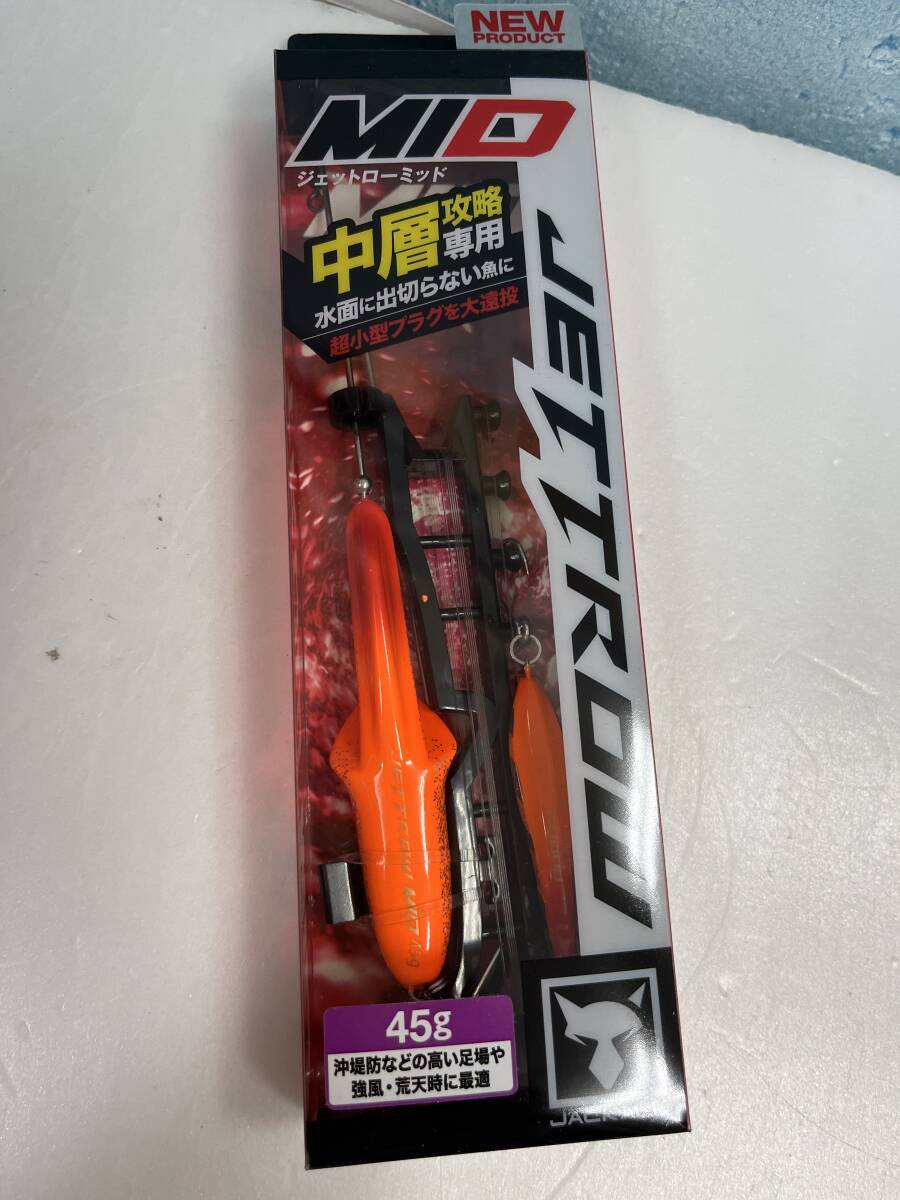 NEW
PRODUCT
MID
ジェットローミッド
中層攻略
専用
水面に出切らない魚に
超小型プラグを大遠投
JETTROW
JETTROW MID 45g
45g
沖堤防などの高い足場や
強風・荒天時に最適